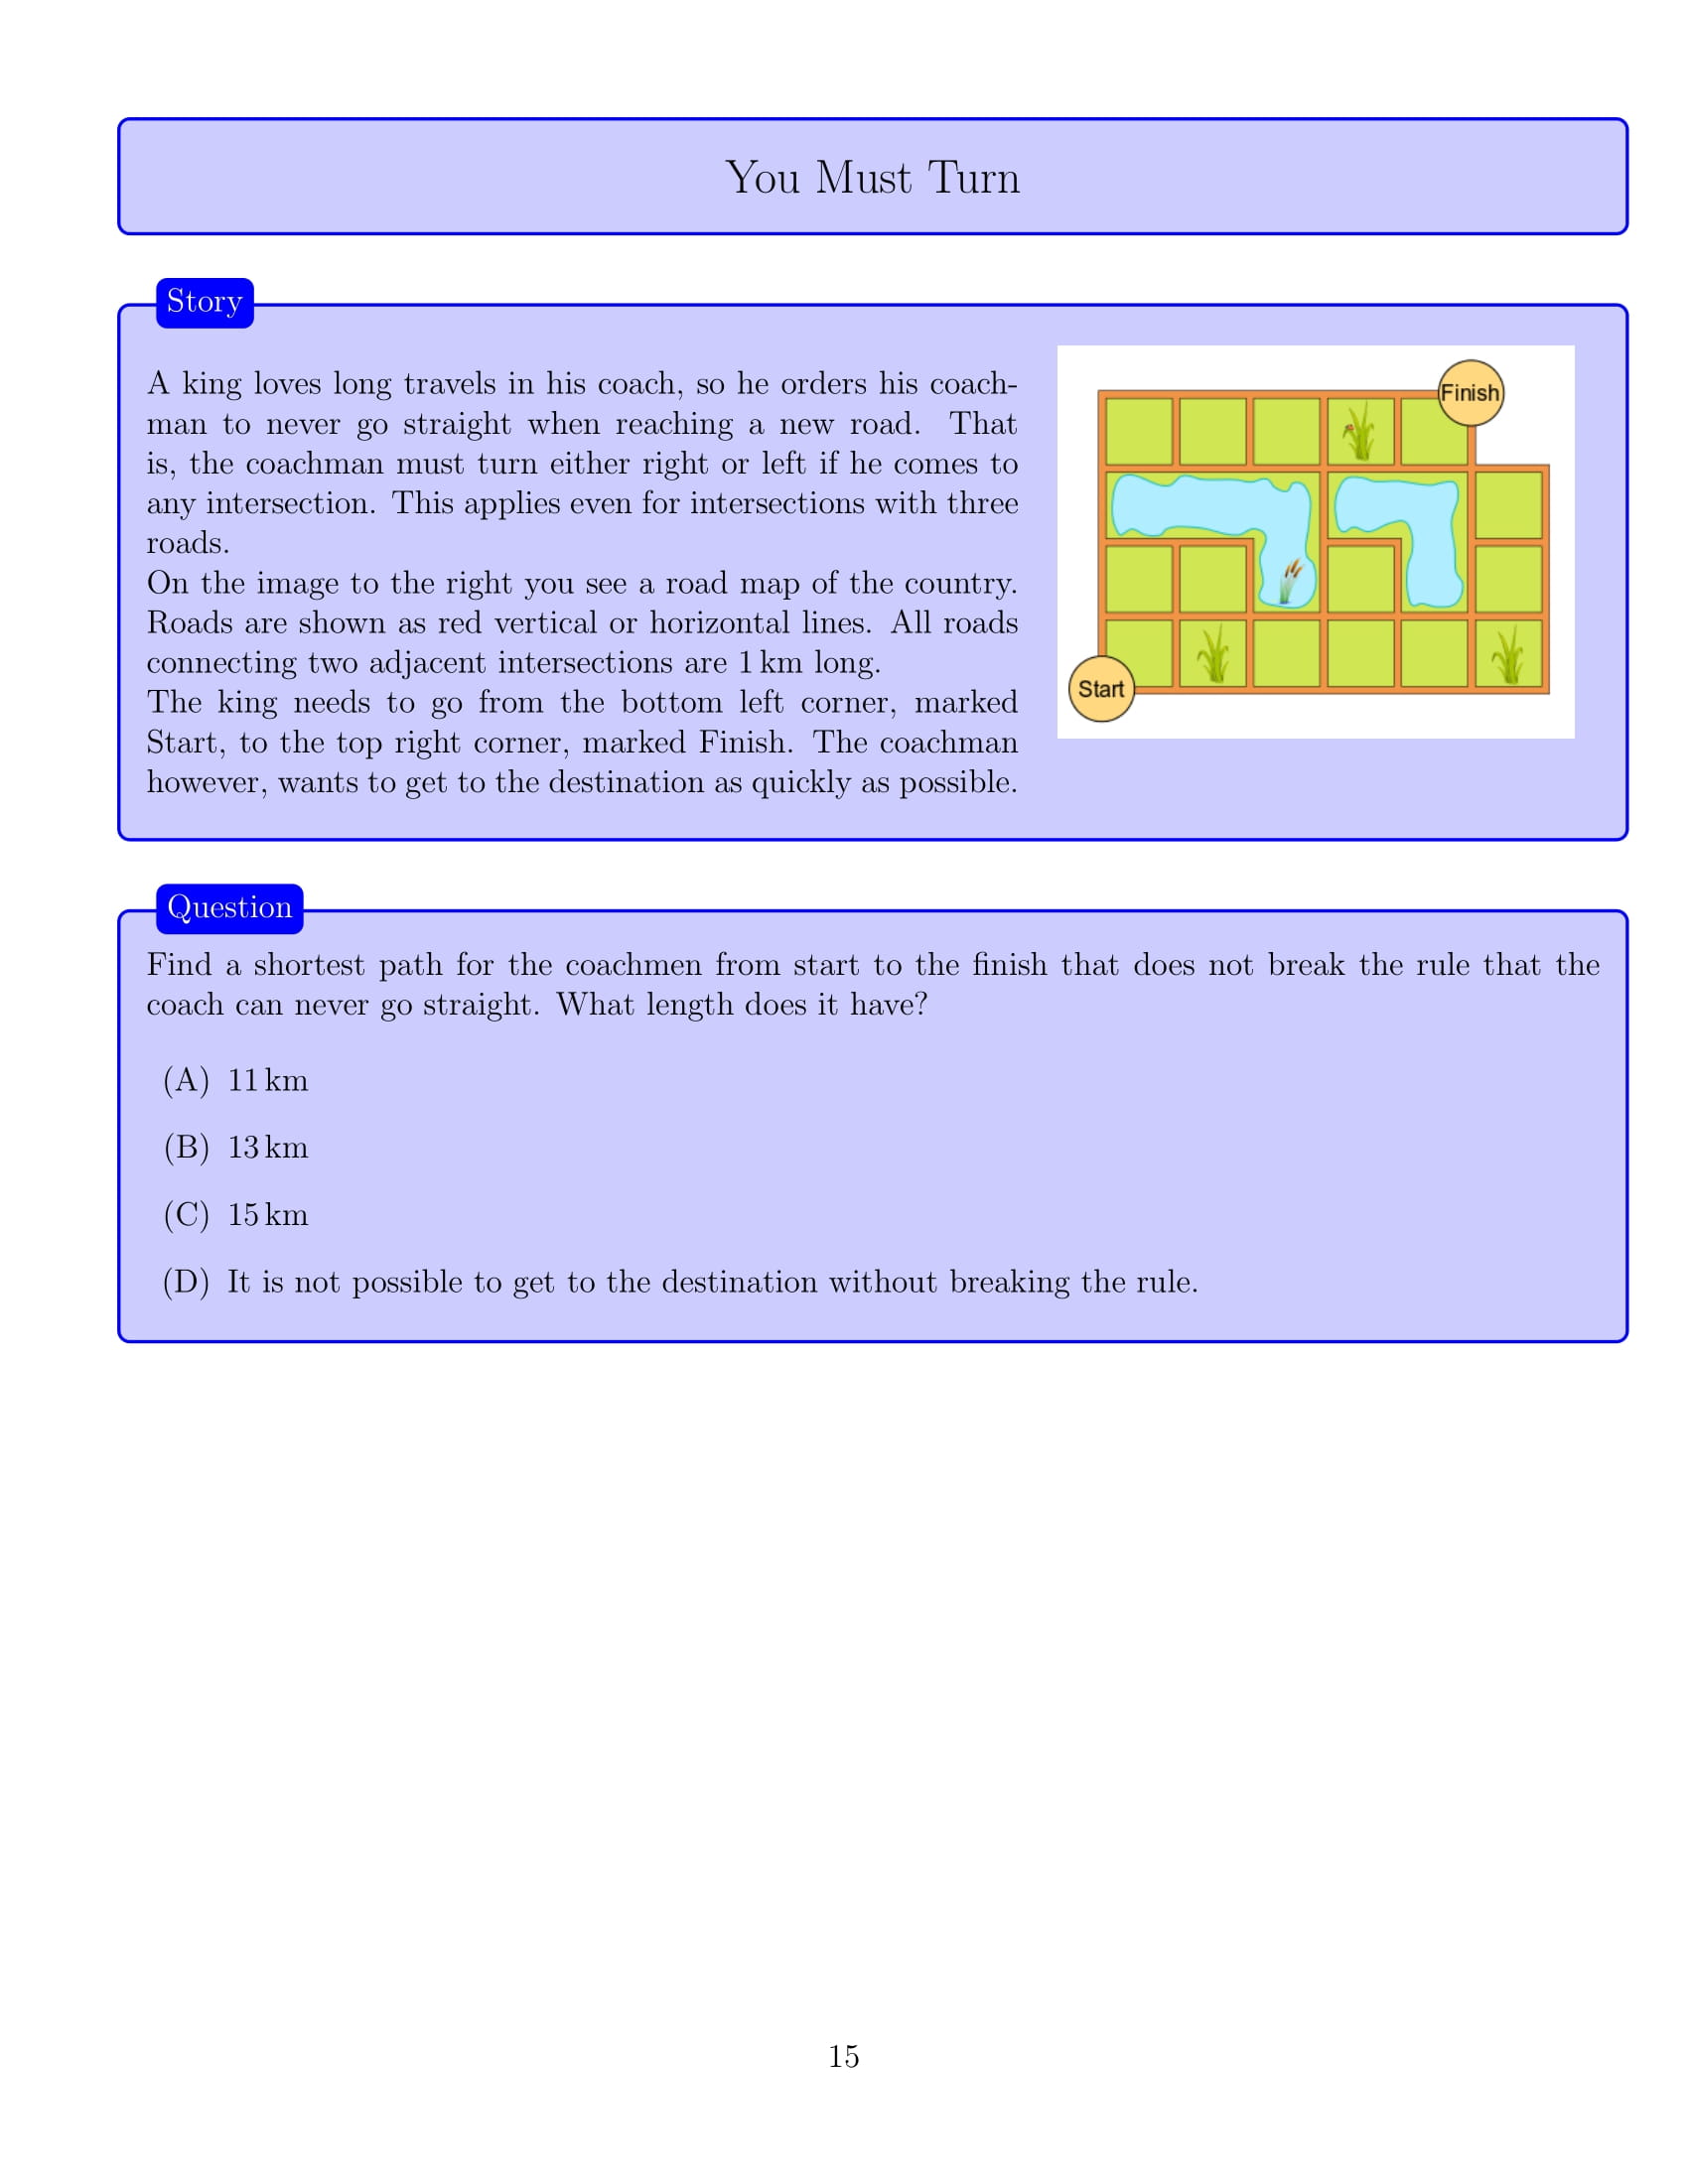 You Must Turn
Story
A king loves long travels in his coach, so he orders his coach-
man to never go straight when reaching a new road. That
is, the coachman must turn either right or left if he comes to
any intersection. This applies even for intersections with three
roads.
On the image to the right you see a road map of the country.
Roads are shown as red vertical or horizontal lines. All roads
connecting two adjacent intersections are 1 km long.
The king needs to go from the bottom left corner, marked
Start, to the top right corner, marked Finish. The coachman
however, wants to get to the destination as quickly as possible.
Finish
Start
Question
Find a shortest path for the coachmen from start to the finish that does not break the rule that the
coach can never go straight. What length does it have?
(A) 11 km
(B) 13 km
(C) 15 km
(D) It is not possible to get to the destination without breaking the rule.
15